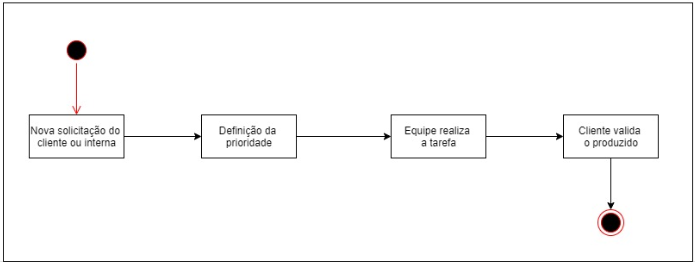 Nova solicitação do
cliente ou interna
Definição da
prioridade
Equipe realiza
a tarefa
Cliente valida
o produzido